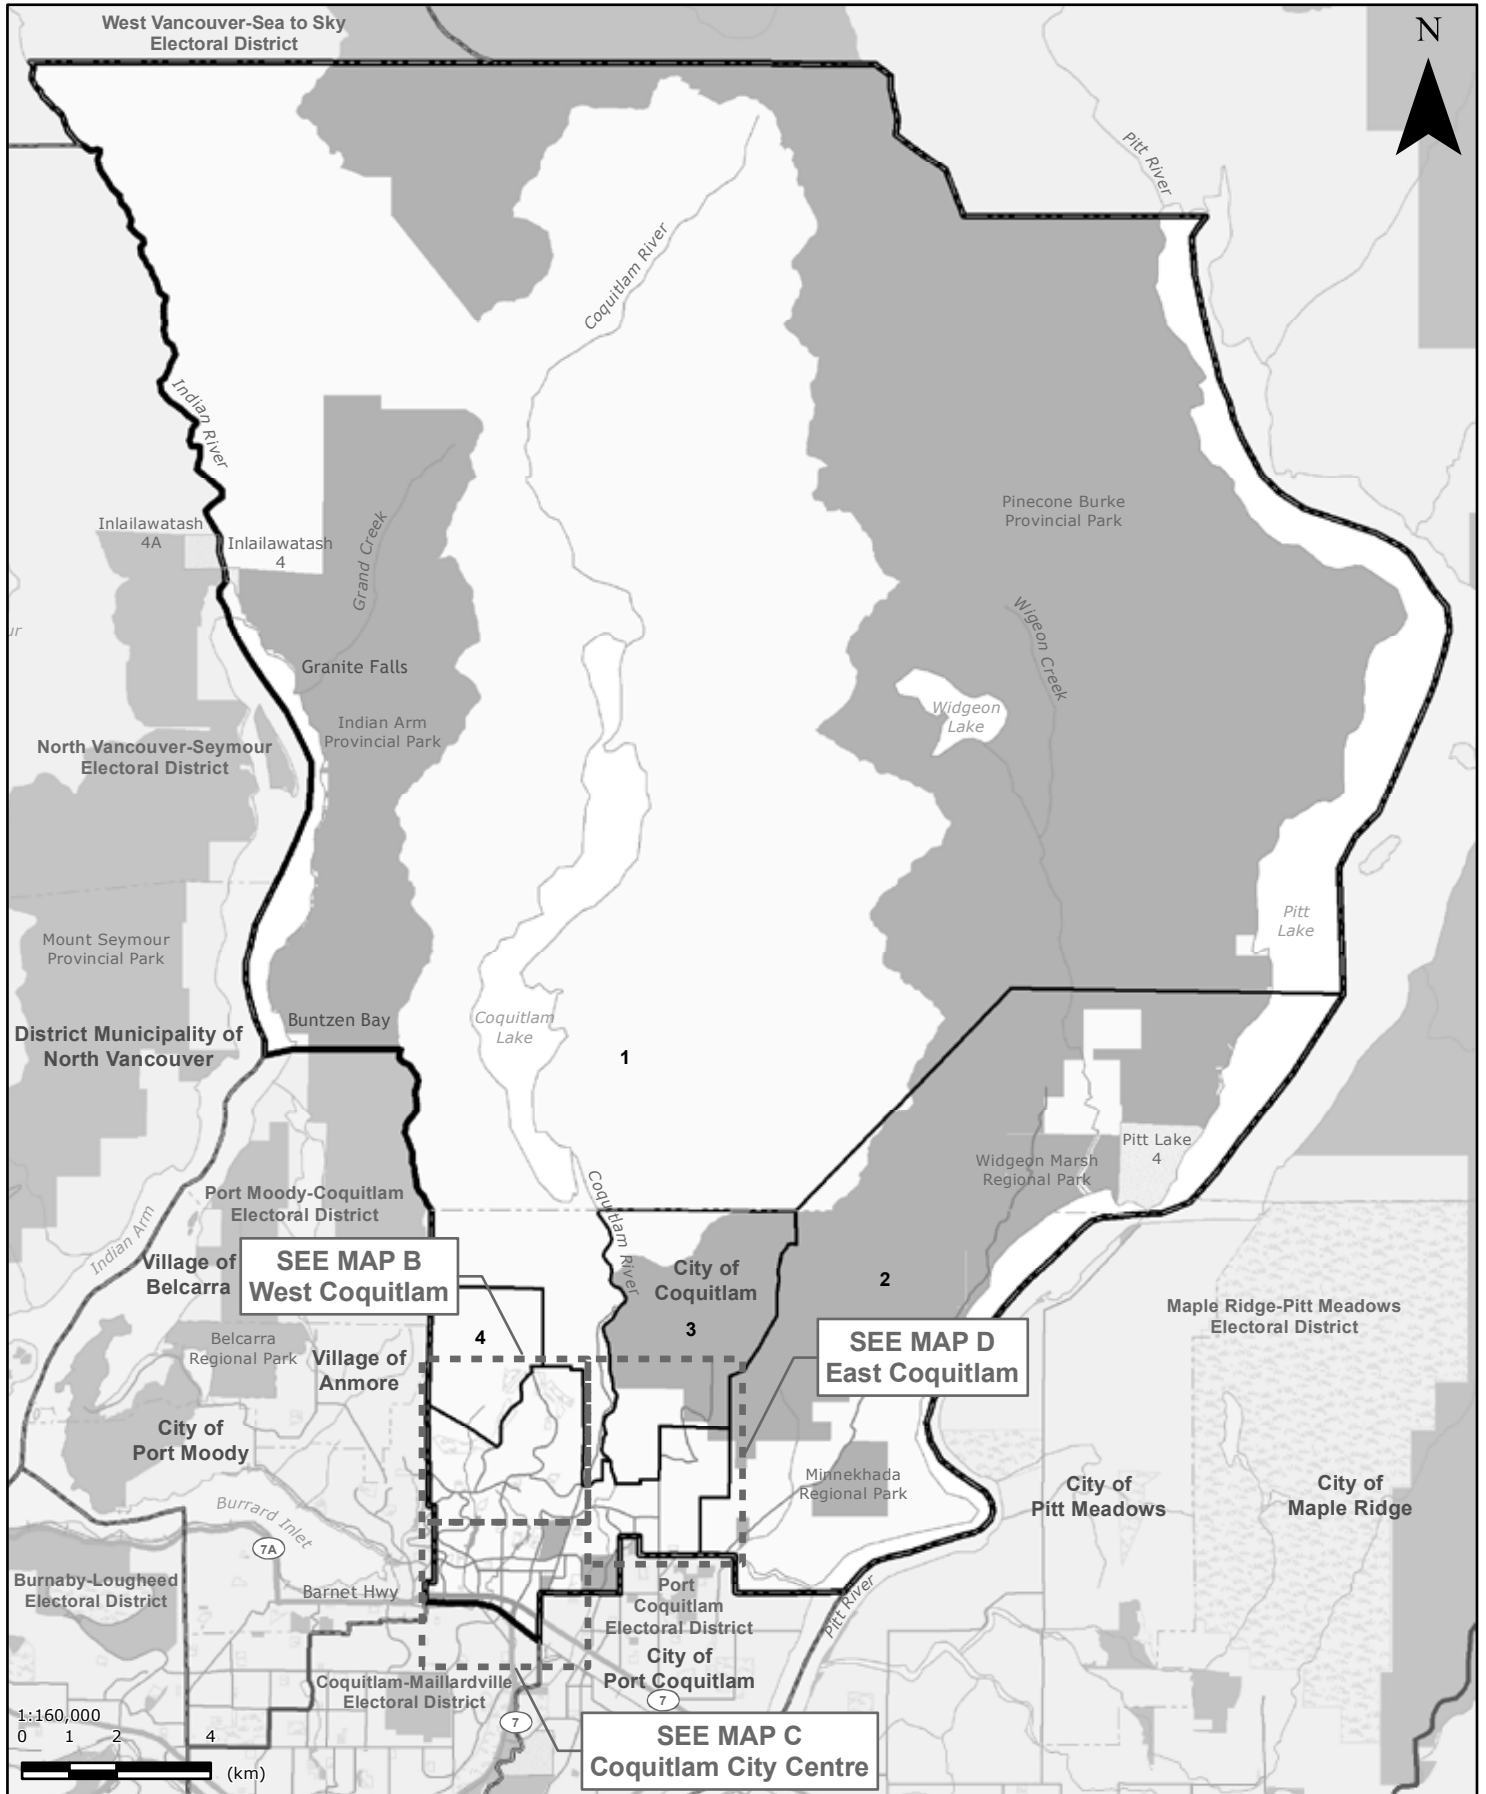 West Vancouver-Sea to Sky
Electoral District
N
Pitt River
Coquitlam River
Indian River
Inlailawatash
4A
Inlailawatash
4
Grand Creek
Pinecone Burke
Provincial Park
Wigeon Creek
Granite Falls
Indian Arm
Provincial Park
Widgeon
Lake
North Vancouver-Seymour
Electoral District
Pitt
Lake
Mount Seymour
Provincial Park
Buntzen Bay
Coquitlam
Lake
District Municipality of
North Vancouver
1
Pitt Lake
4
Widgeon Marsh
Regional Park
Coquitlam River
Port Moody-Coquitlam
Electoral District
Indian Arm
Village of
Belcarra
SEE MAP B
West Coquitlam
City of
Coquitlam
2
3
4
Maple Ridge-Pitt Meadows
Electoral District
SEE MAP D
East Coquitlam
Belcarra
Regional Park
Village of
Anmore
City of
Port Moody
Minnekhada
Regional Park
City of
Pitt Meadows
City of
Maple Ridge
Burrard Inlet
7A
Burnaby-Lougheed
Electoral District
Barnet Hwy
Port
Coquitlam
Electoral District
Pitt River
City of
Port Coquitlam
7
Coquitlam-Maillardville
Electoral District
7
SEE MAP C
Coquitlam City Centre
1:160,000
0 1 2 4
(km)